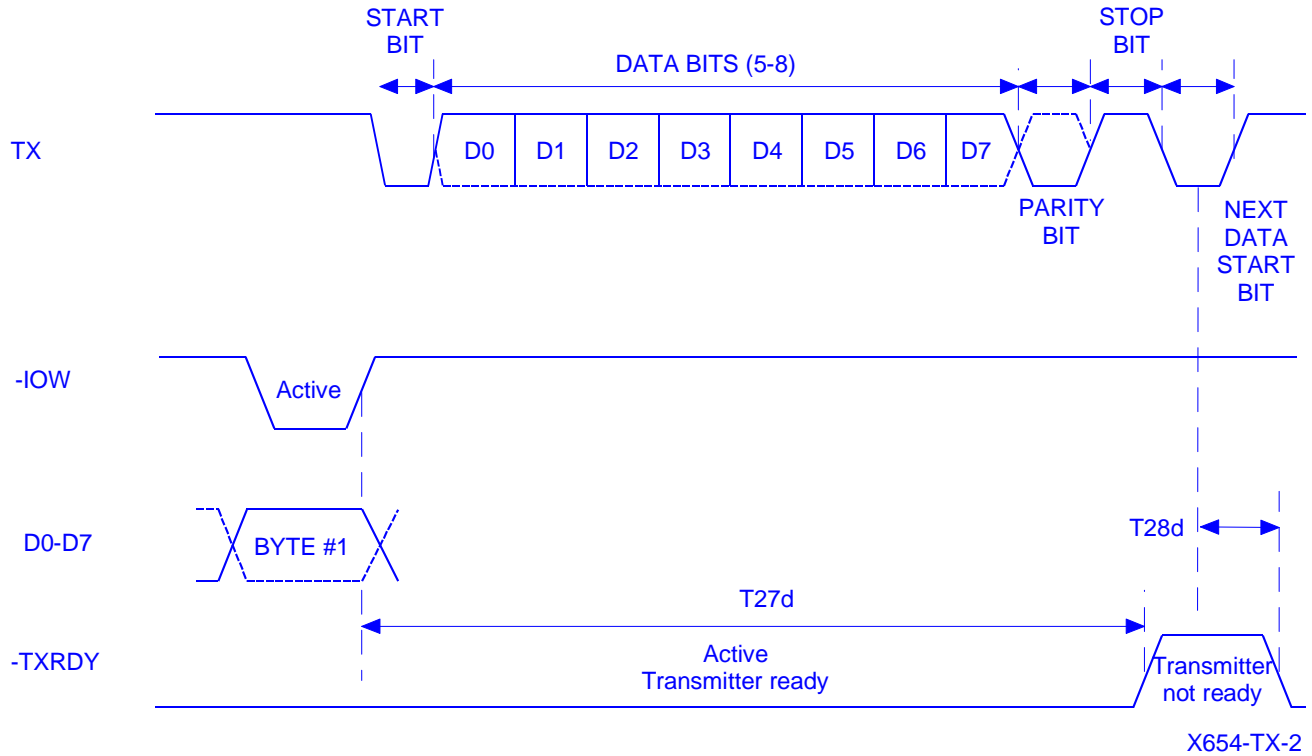 START
BIT
DATA BITS (5-8)
STOP
BIT
TX
D0 D1 D2 D3 D4 D5 D6 D7
PARITY
BIT
NEXT
DATA
START
BIT
-IOW
Active
D0-D7
BYTE #1
T28d
T27d
-TXRDY
Active
Transmitter ready
Transmitter
not ready
X654-TX-2